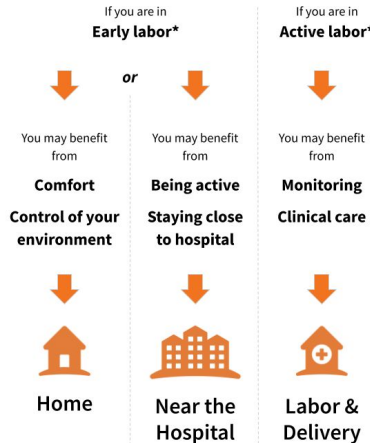 If you are in
Early labor*
or
You may benefit
from
Comfort
Control of your
environment
Home
You may benefit
from
Being active
Staying close
to hospital
Near the
Hospital
If you are in
Active labor*
You may benefit
from
Monitoring
Clinical care
Labor &
Delivery